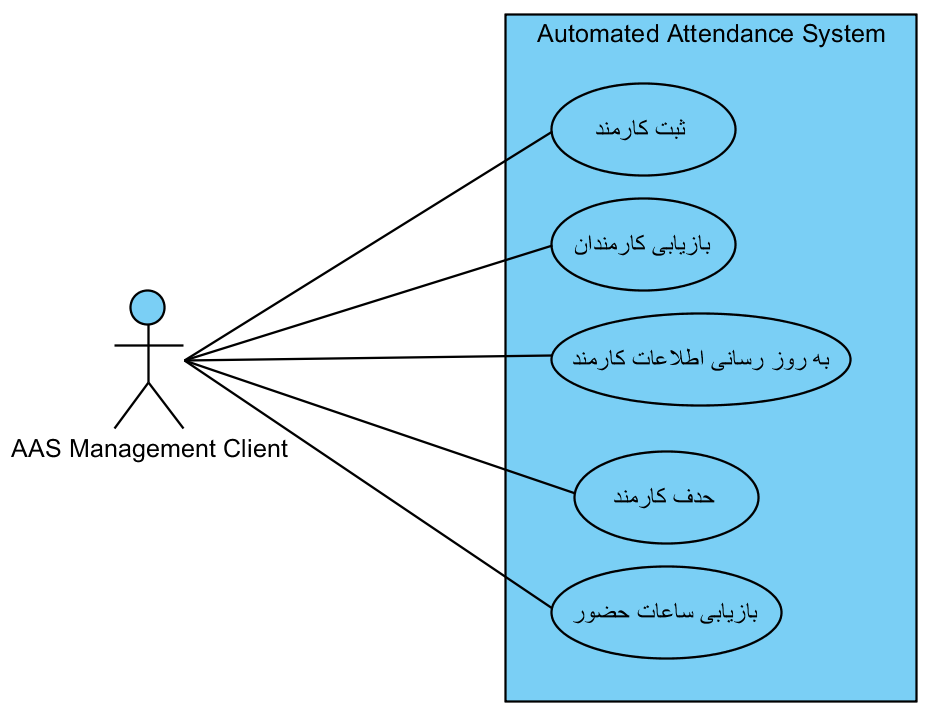 Automated Attendance System
ثبت کارمند
بازیابی کارمندان
به روز رسانی اطلاعات کارمند
حذف کارمند
بازیابی ساعات حضور
AAS Management Client